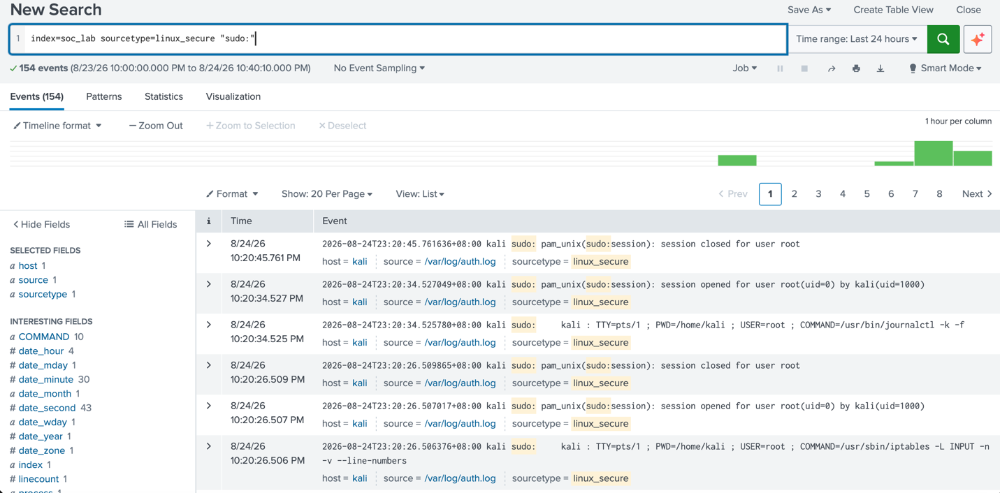 New Search
Save As Create Table View Close
1 index=soc_lab sourcetype=linux_secure "sudo:"
Time range: Last 24 hours
154 events (8/23/26 10:00:00.000 PM to 8/24/26 10:40:10.000 PM)
No Event Sampling
Job
Smart Mode
Events (154) Patterns Statistics Visualization
Timeline format
— Zoom Out
+ Zoom to Selection
× Deselect
1 hour per column
Format
Show: 20 Per Page
View: List
< Prev 1 2 3 4 5 6 7 8 Next >
< Hide Fields
All Fields
SELECTED FIELDS
a host 1
a source 1
a sourcetype 1
INTERESTING FIELDS
a COMMAND 10
# date_hour 4
# date_mday 1
# date_minute 30
a date_month 1
# date_second 43
a date_wday 1
# date_year 1
# date_zone 1
a index 1
# linecount 1
a process 1
i Time Event
> 8/24/26
10:20:45.761 PM
2026-08-24T23:20:45.761636+08:00 kali sudo: pam_unix(sudo:session): session closed for user root
host = kali source = /var/log/auth.log sourcetype = linux_secure
> 8/24/26
10:20:34.527 PM
2026-08-24T23:20:34.527049+08:00 kali sudo: pam_unix(sudo:session): session opened for user root(uid=0) by kali(uid=1000)
host = kali source = /var/log/auth.log sourcetype = linux_secure
> 8/24/26
10:20:34.525 PM
2026-08-24T23:20:34.525780+08:00 kali sudo: kali : TTY=pts/1 ; PWD=/home/kali ; USER=root ; COMMAND=/usr/bin/journalctl -k -f
host = kali source = /var/log/auth.log sourcetype = linux_secure
> 8/24/26
10:20:26.509 PM
2026-08-24T23:20:26.509865+08:00 kali sudo: pam_unix(sudo:session): session closed for user root
host = kali source = /var/log/auth.log sourcetype = linux_secure
> 8/24/26
10:20:26.507 PM
2026-08-24T23:20:26.507017+08:00 kali sudo: pam_unix(sudo:session): session opened for user root(uid=0) by kali(uid=1000)
host = kali source = /var/log/auth.log sourcetype = linux_secure
> 8/24/26
10:20:26.506 PM
2026-08-24T23:20:26.506376+08:00 kali sudo: kali : TTY=pts/1 ; PWD=/home/kali ; USER=root ; COMMAND=/usr/sbin/iptables -L INPUT -n
-v --line-numbers
host = kali source = /var/log/auth.log sourcetype = linux_secure